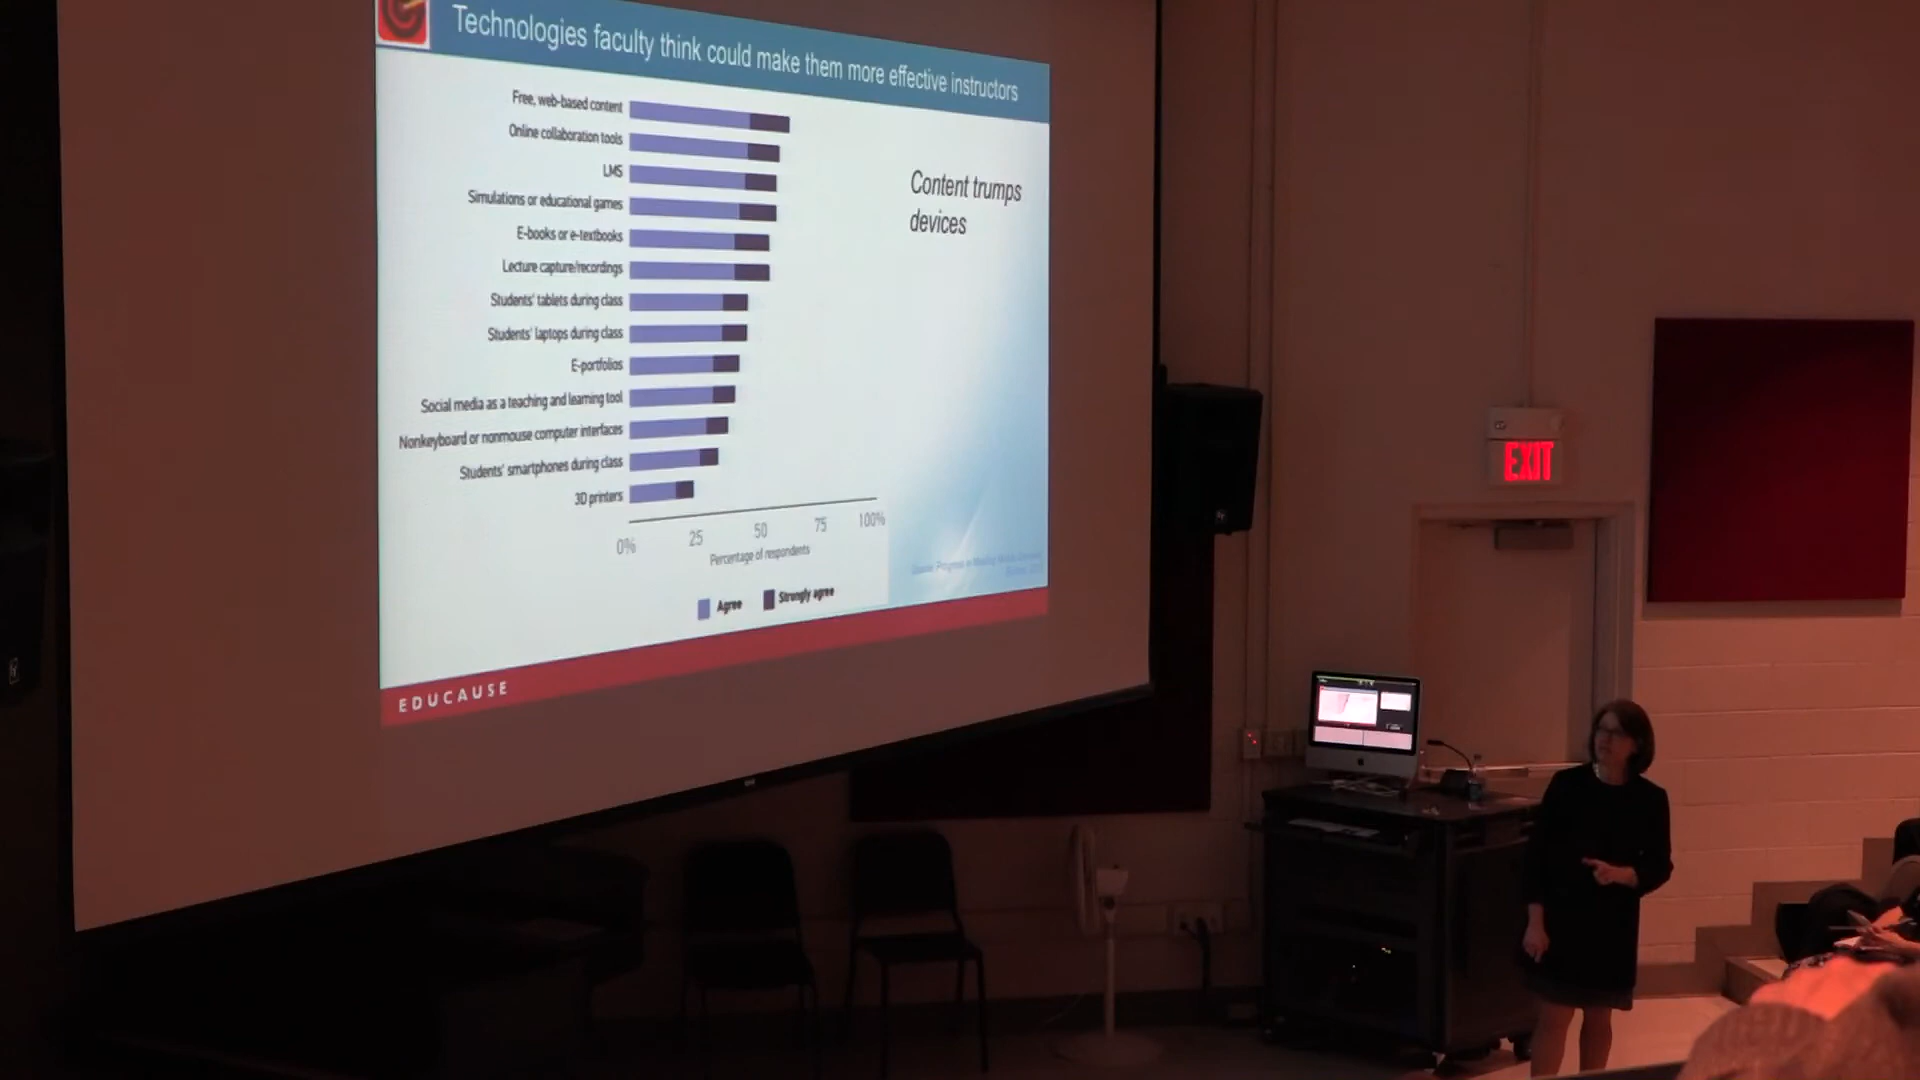 Technologies faculty think could make them more effective instructors
Free, web-based content
Online collaboration tools
LMS
Simulations or educational games
E-books or e-textbooks
Lecture capture/recordings
Students' tablets during class
Students' laptops during class
E-portfolios
Social media as a teaching and learning tool
Nonkeyboard or nonmouse computer interfaces
Students' smartphones during class
3D printers
0% 25 50 75 100%
Percentage of respondents
Agree Strongly agree
Content trumps
devices
EDUCAUSE
EXIT